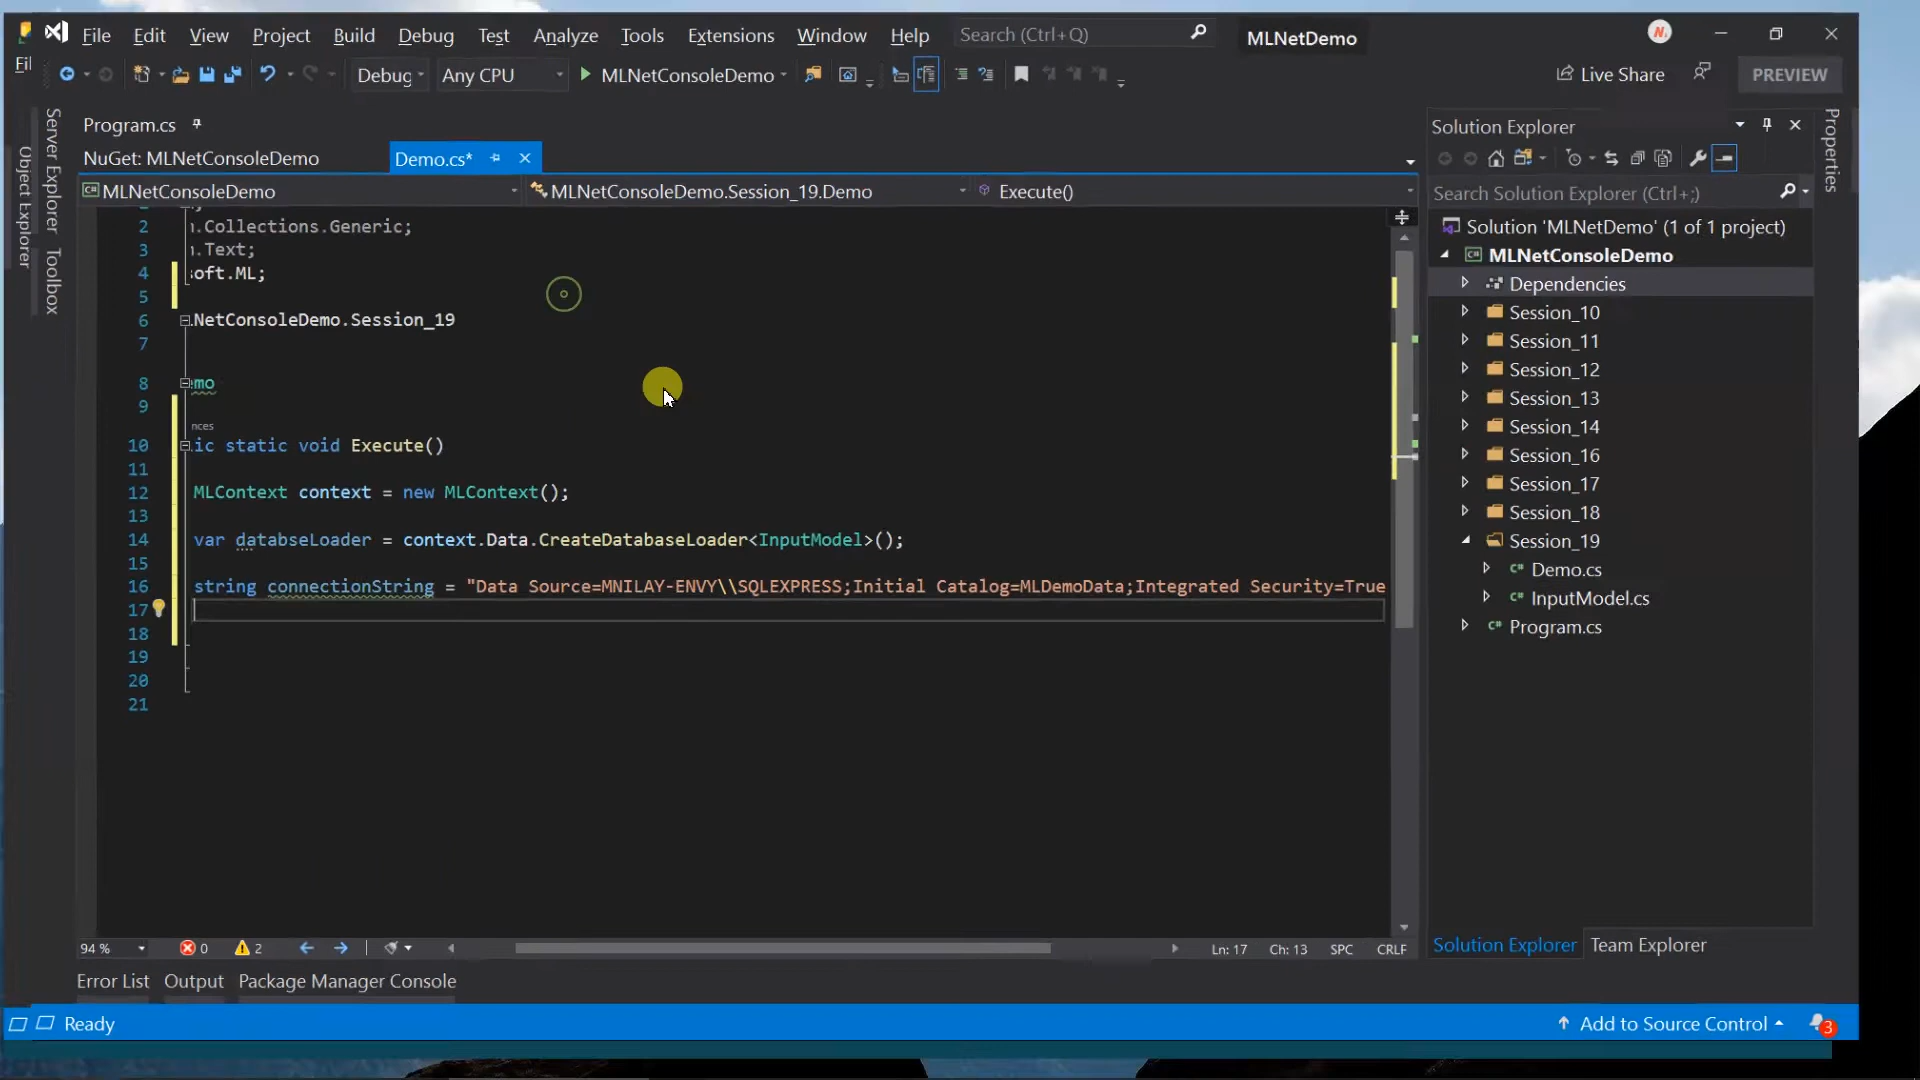 File Edit View Project Build Debug Test Analyze Tools Extensions Window Help Search (Ctrl+Q) MLNetDemo
Fil
Debug Any CPU MLNetConsoleDemo Live Share PREVIEW
Server Explorer
Toolbox
Object Explorer
Program.cs
NuGet: MLNetConsoleDemo Demo.cs*
MLNetConsoleDemo MLNetConsoleDemo.Session_19.Demo Execute()
2 .Collections.Generic;
3 .Text;
4 soft.ML;
5
6 .NetConsoleDemo.Session_19
7
8 emo
9
nces
10 ic static void Execute()
11
12 MLContext context = new MLContext();
13
14 var databseLoader = context.Data.CreateDatabaseLoader<InputModel>();
15
16 string connectionString = "Data Source=MNILAY-ENVY\\SQLEXPRESS;Initial Catalog=MLDemoData;Integrated Security=True
17
18
19
20
21
94 % 0 2 Ln: 17 Ch: 13 SPC CRLF
Error List Output Package Manager Console
Solution Explorer
Search Solution Explorer (Ctrl+;)
Solution 'MLNetDemo' (1 of 1 project)
MLNetConsoleDemo
Dependencies
Session_10
Session_11
Session_12
Session_13
Session_14
Session_16
Session_17
Session_18
Session_19
C# Demo.cs
C# InputModel.cs
C# Program.cs
Solution Explorer Team Explorer
Properties
Ready Add to Source Control 3